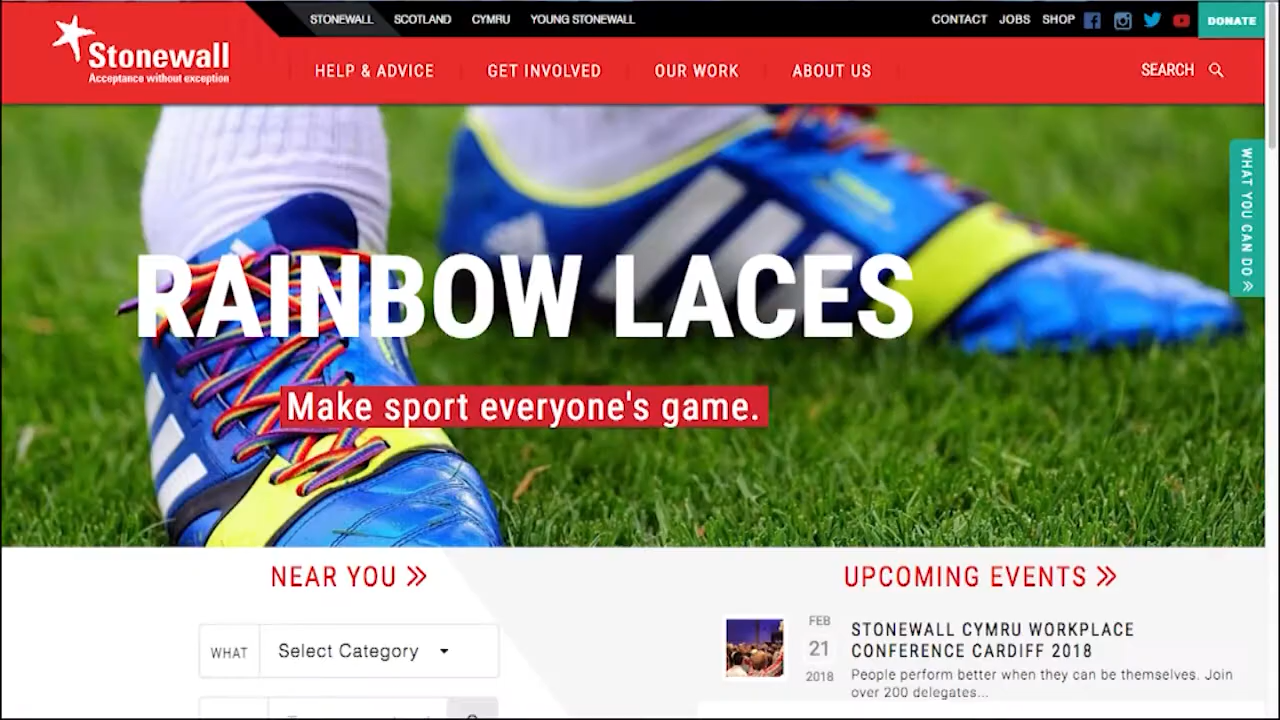 STONEWALL SCOTLAND CYMRU YOUNG STONEWALL
CONTACT JOBS SHOP
DONATE
Stonewall
Acceptance without exception
HELP & ADVICE GET INVOLVED OUR WORK ABOUT US
SEARCH
WHAT YOU CAN DO
RAINBOW LACES
Make sport everyone's game.
NEAR YOU
WHAT Select Category
UPCOMING EVENTS
FEB
21
2018
STONEWALL CYMRU WORKPLACE
CONFERENCE CARDIFF 2018
People perform better when they can be themselves. Join
over 200 delegates...